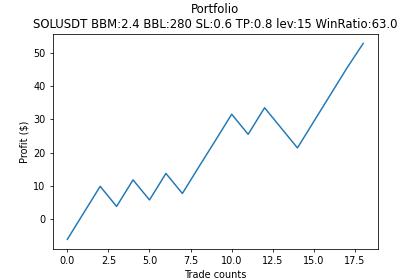 Portfolio
SOLUSDT BBM:2.4 BBL:280 SL:0.6 TP:0.8 lev:15 WinRatio:63.0
50
40
30
20
10
0
Profit ($)
0.0 2.5 5.0 7.5 10.0 12.5 15.0 17.5
Trade counts